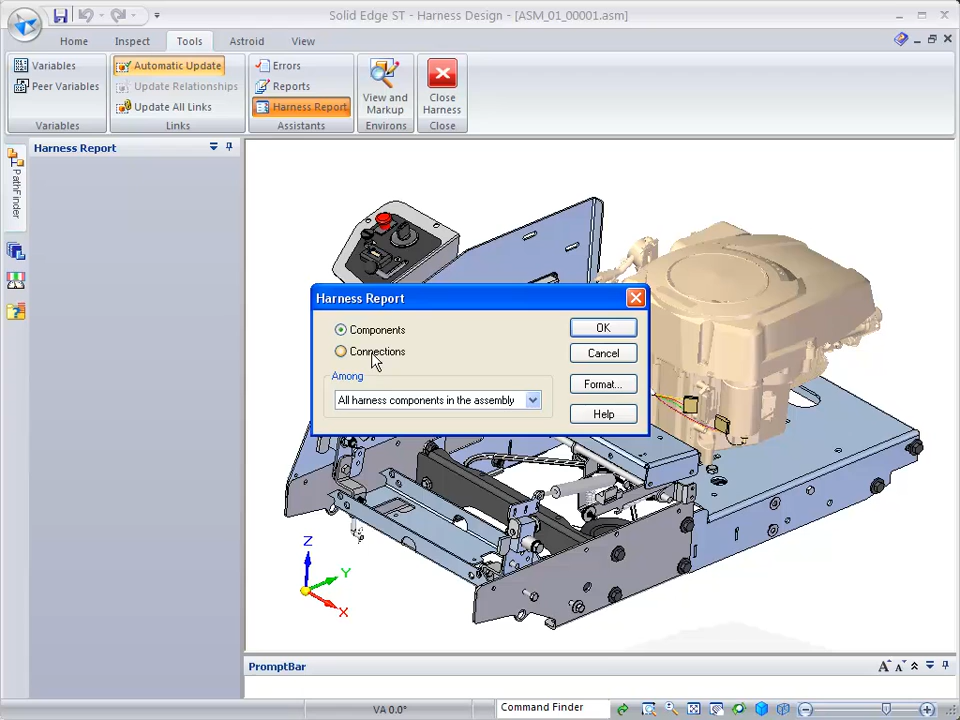 Solid Edge ST - Harness Design - [ASM_01_00001.asm]
Home Inspect Tools Astroid View
Variables Automatic Update Errors
Peer Variables Update Relationships Reports View and Markup Close Harness
Update All Links Harness Report
Variables Links Assistants Environs Close
Harness Report
PathFinder
Harness Report
Components OK
Connections Cancel
Among
All harness components in the assembly Format...
Help
Z
Y
X
PromptBar
A A
VA 0.0° Command Finder